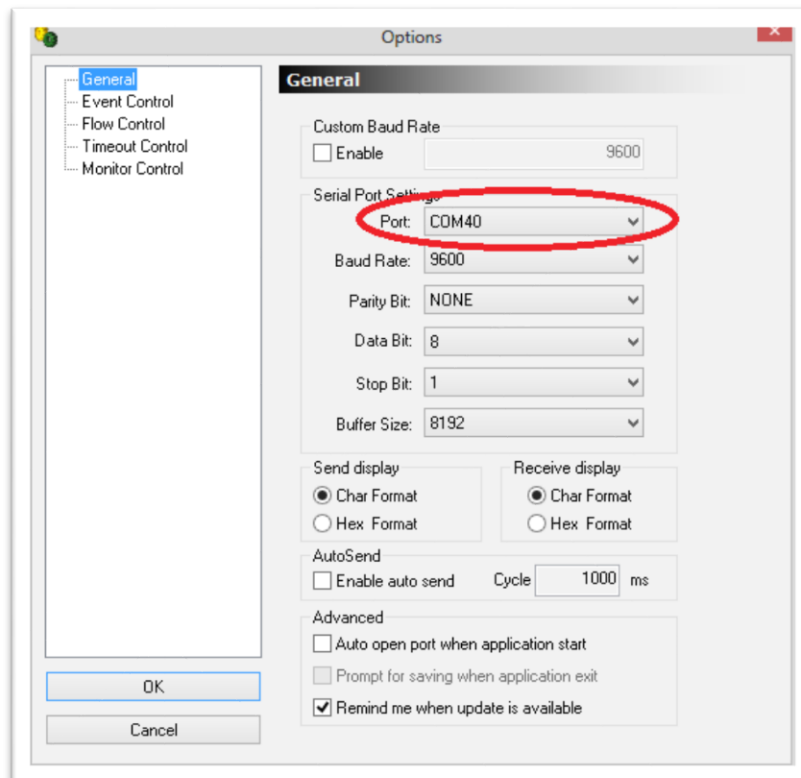 Options
General
Event Control
Flow Control
Timeout Control
Monitor Control
OK
Cancel
General
Custom Baud Rate
Enable 9600
Serial Port Settings
Port: COM40
Baud Rate: 9600
Parity Bit: NONE
Data Bit: 8
Stop Bit: 1
Buffer Size: 8192
Send display
Char Format
Hex Format
Receive display
Char Format
Hex Format
AutoSend
Enable auto send Cycle 1000 ms
Advanced
Auto open port when application start
Prompt for saving when application exit
Remind me when update is available